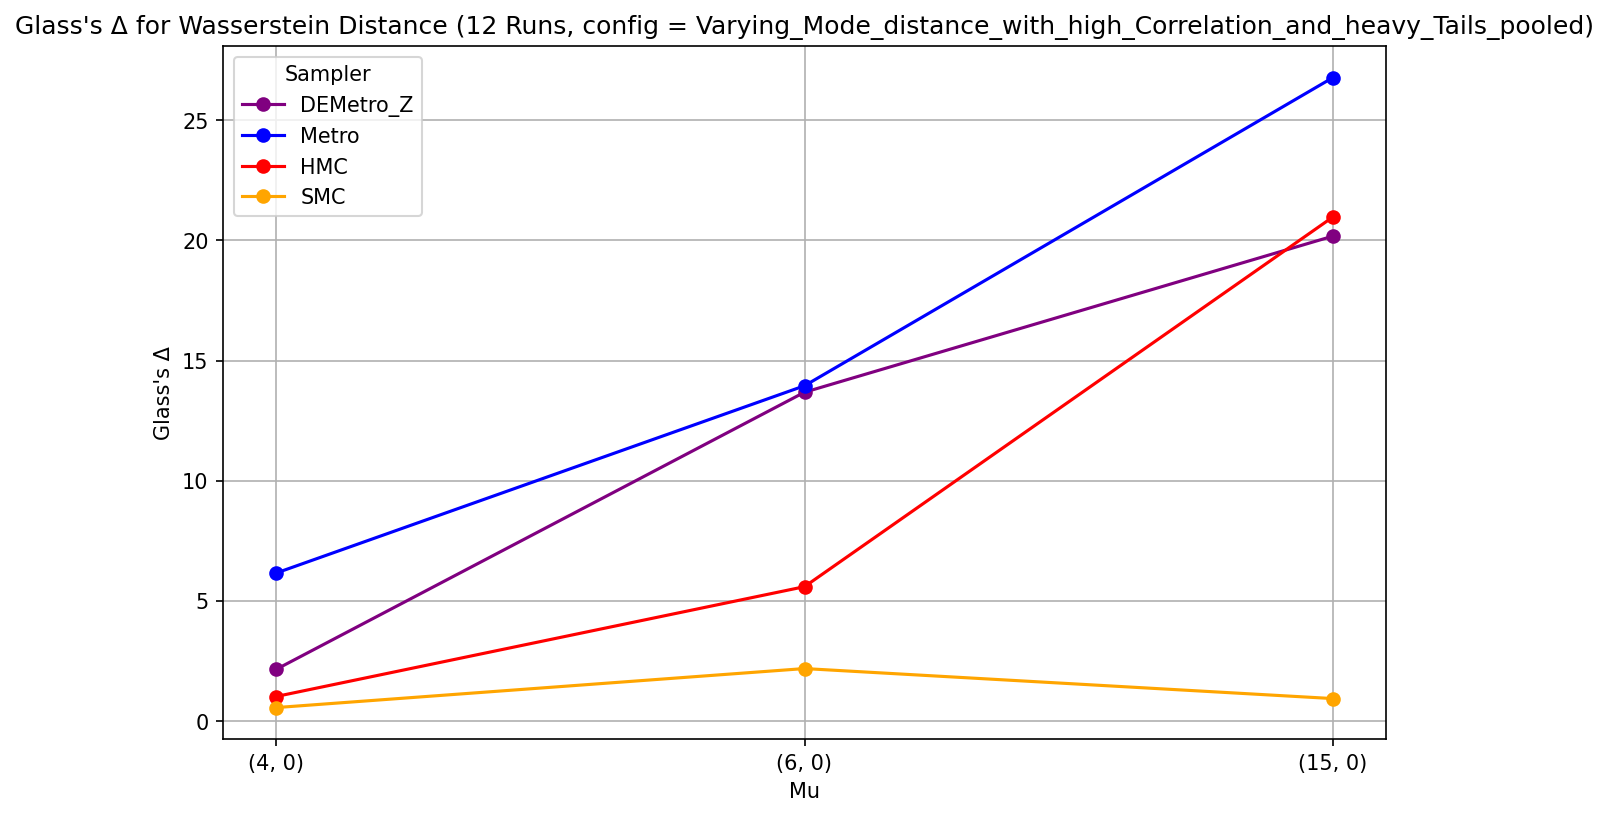 Glass's Δ for Wasserstein Distance (12 Runs, config = Varying_Mode_distance_with_high_Correlation_and_heavy_Tails_pooled)
Sampler
DEMetro_Z
Metro
HMC
SMC
Glass's Δ
25
20
15
10
5
0
(4, 0)
(6, 0)
(15, 0)
Mu